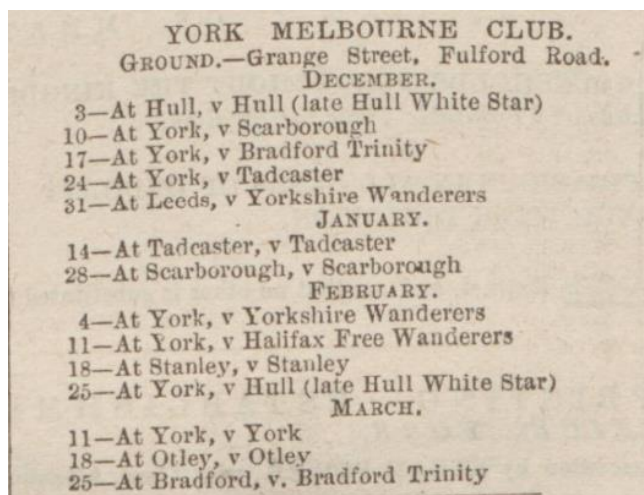 YORK MELBOURNE CLUB.
GROUND.—Grange Street, Fulford Road.
DECEMBER.
3—At Hull, v Hull (late Hull White Star)
10—At York, v Scarborough
17—At York, v Bradford Trinity
24—At York, v Tadcaster
31—At Leeds, v Yorkshire Wanderers
JANUARY.
14—At Tadcaster, v Tadcaster
28—At Scarborough, v Scarborough
FEBRUARY.
4—At York, v Yorkshire Wanderers
11—At York, v Halifax Free Wanderers
18—At Stanley, v Stanley
25—At York, v Hull (late Hull White Star)
MARCH.
11—At York, v York
18—At Otley, v Otley
25—At Bradford, v. Bradford Trinity